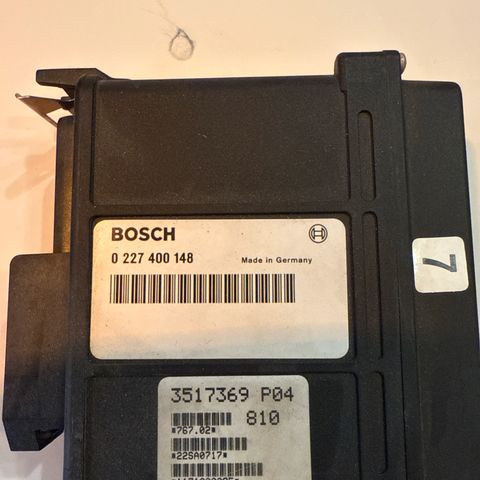 BOSCH
0 227 400 148
Made in Germany
7
3517369 P04
810
*767.02*
*22SA0717*